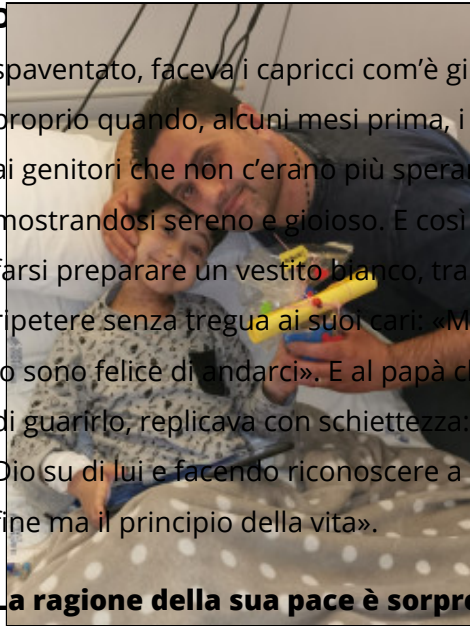 spaventato, faceva i capricci com'è gi
proprio quando, alcuni mesi prima, i
ai genitori che non c'erano più speran
mostrandosi sereno e gioioso. E così
farsi preparare un vestito bianco, tra
ripetere senza tregua ai suoi cari: «M
o sono felice di andarci». E al papà ch
di guarirlo, replicava con schiettezza:
Dio su di lui e facendo riconoscere a
fine ma il principio della vita».
La ragione della sua pace è sorpre